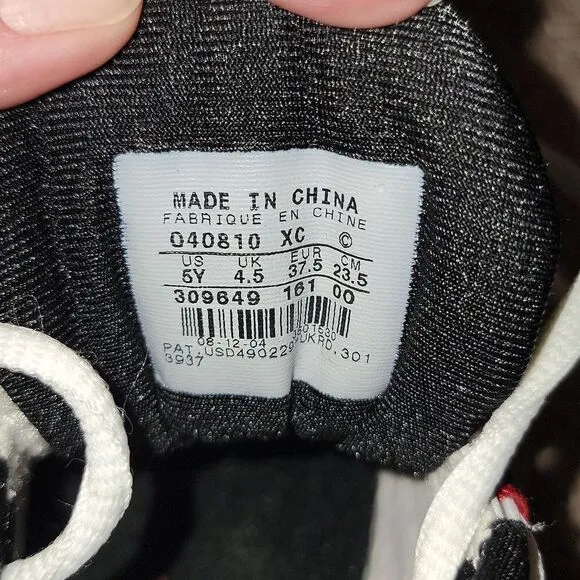 MADE IN CHINA
FABRIQUE EN CHINE
040810 XC ©
US UK EUR CM
5Y 4.5 37.5 23.5
309649 161 00
08-12-04
PAT.USD490229
.301
3937